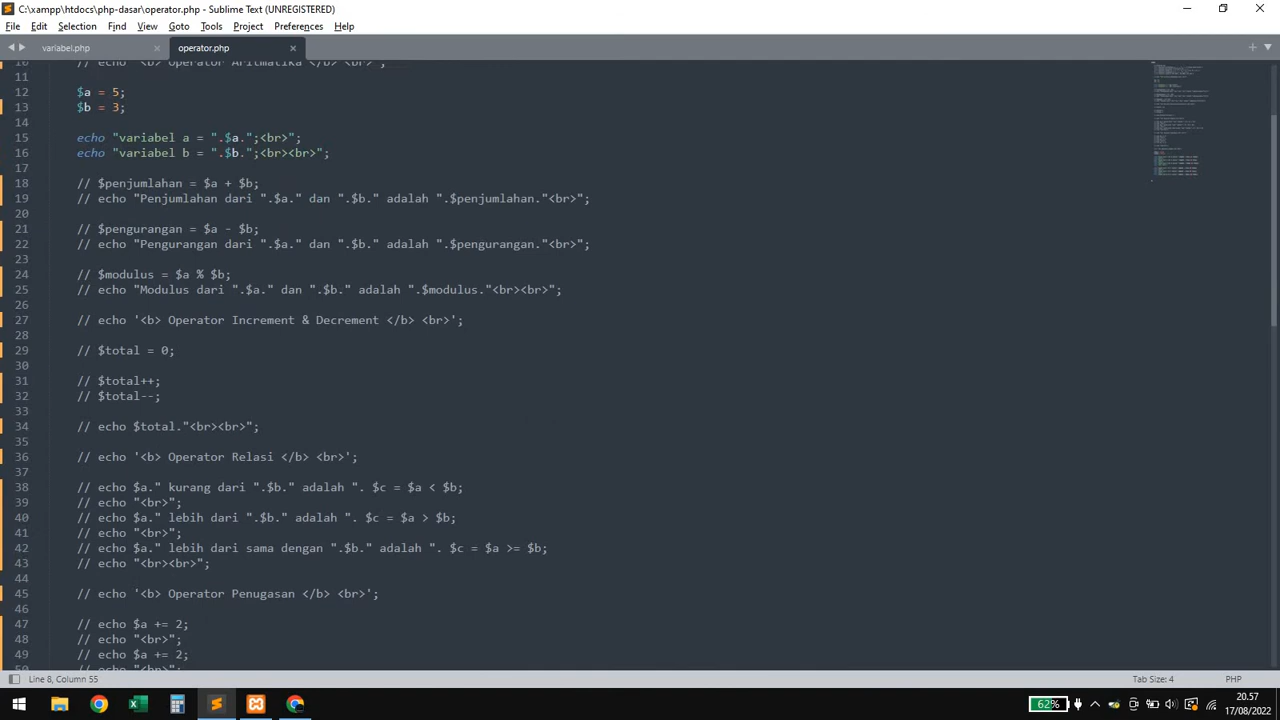 C:\xampp\htdocs\php-dasar\operator.php - Sublime Text (UNREGISTERED)
File Edit Selection Find View Goto Tools Project Preferences Help
variabel.php operator.php
10 // echo '<b> Operator Aritmatika </b> <br>';
11
12 $a = 5;
13 $b = 3;
14
15 echo "variabel a = ".$a.";<br>";
16 echo "variabel b = ".$b.";<br><br>";
17
18 // $penjumlahan = $a + $b;
19 // echo "Penjumlahan dari ".$a." dan ".$b." adalah ".$penjumlahan."<br>";
20
21 // $pengurangan = $a - $b;
22 // echo "Pengurangan dari ".$a." dan ".$b." adalah ".$pengurangan."<br>";
23
24 // $modulus = $a % $b;
25 // echo "Modulus dari ".$a." dan ".$b." adalah ".$modulus."<br><br>";
26
27 // echo '<b> Operator Increment & Decrement </b> <br>';
28
29 // $total = 0;
30
31 // $total++;
32 // $total--;
33
34 // echo $total."<br><br>";
35
36 // echo '<b> Operator Relasi </b> <br>';
37
38 // echo $a." kurang dari ".$b." adalah ". $c = $a < $b;
39 // echo "<br>";
40 // echo $a." lebih dari ".$b." adalah ". $c = $a > $b;
41 // echo "<br>";
42 // echo $a." lebih dari sama dengan ".$b." adalah ". $c = $a >= $b;
43 // echo "<br><br>";
44
45 // echo '<b> Operator Penugasan </b> <br>';
46
47 // echo $a += 2;
48 // echo "<br>";
49 // echo $a += 2;
50 // echo "<br>";
Line 8, Column 55 Tab Size: 4 PHP
62% 20.57
17/08/2022